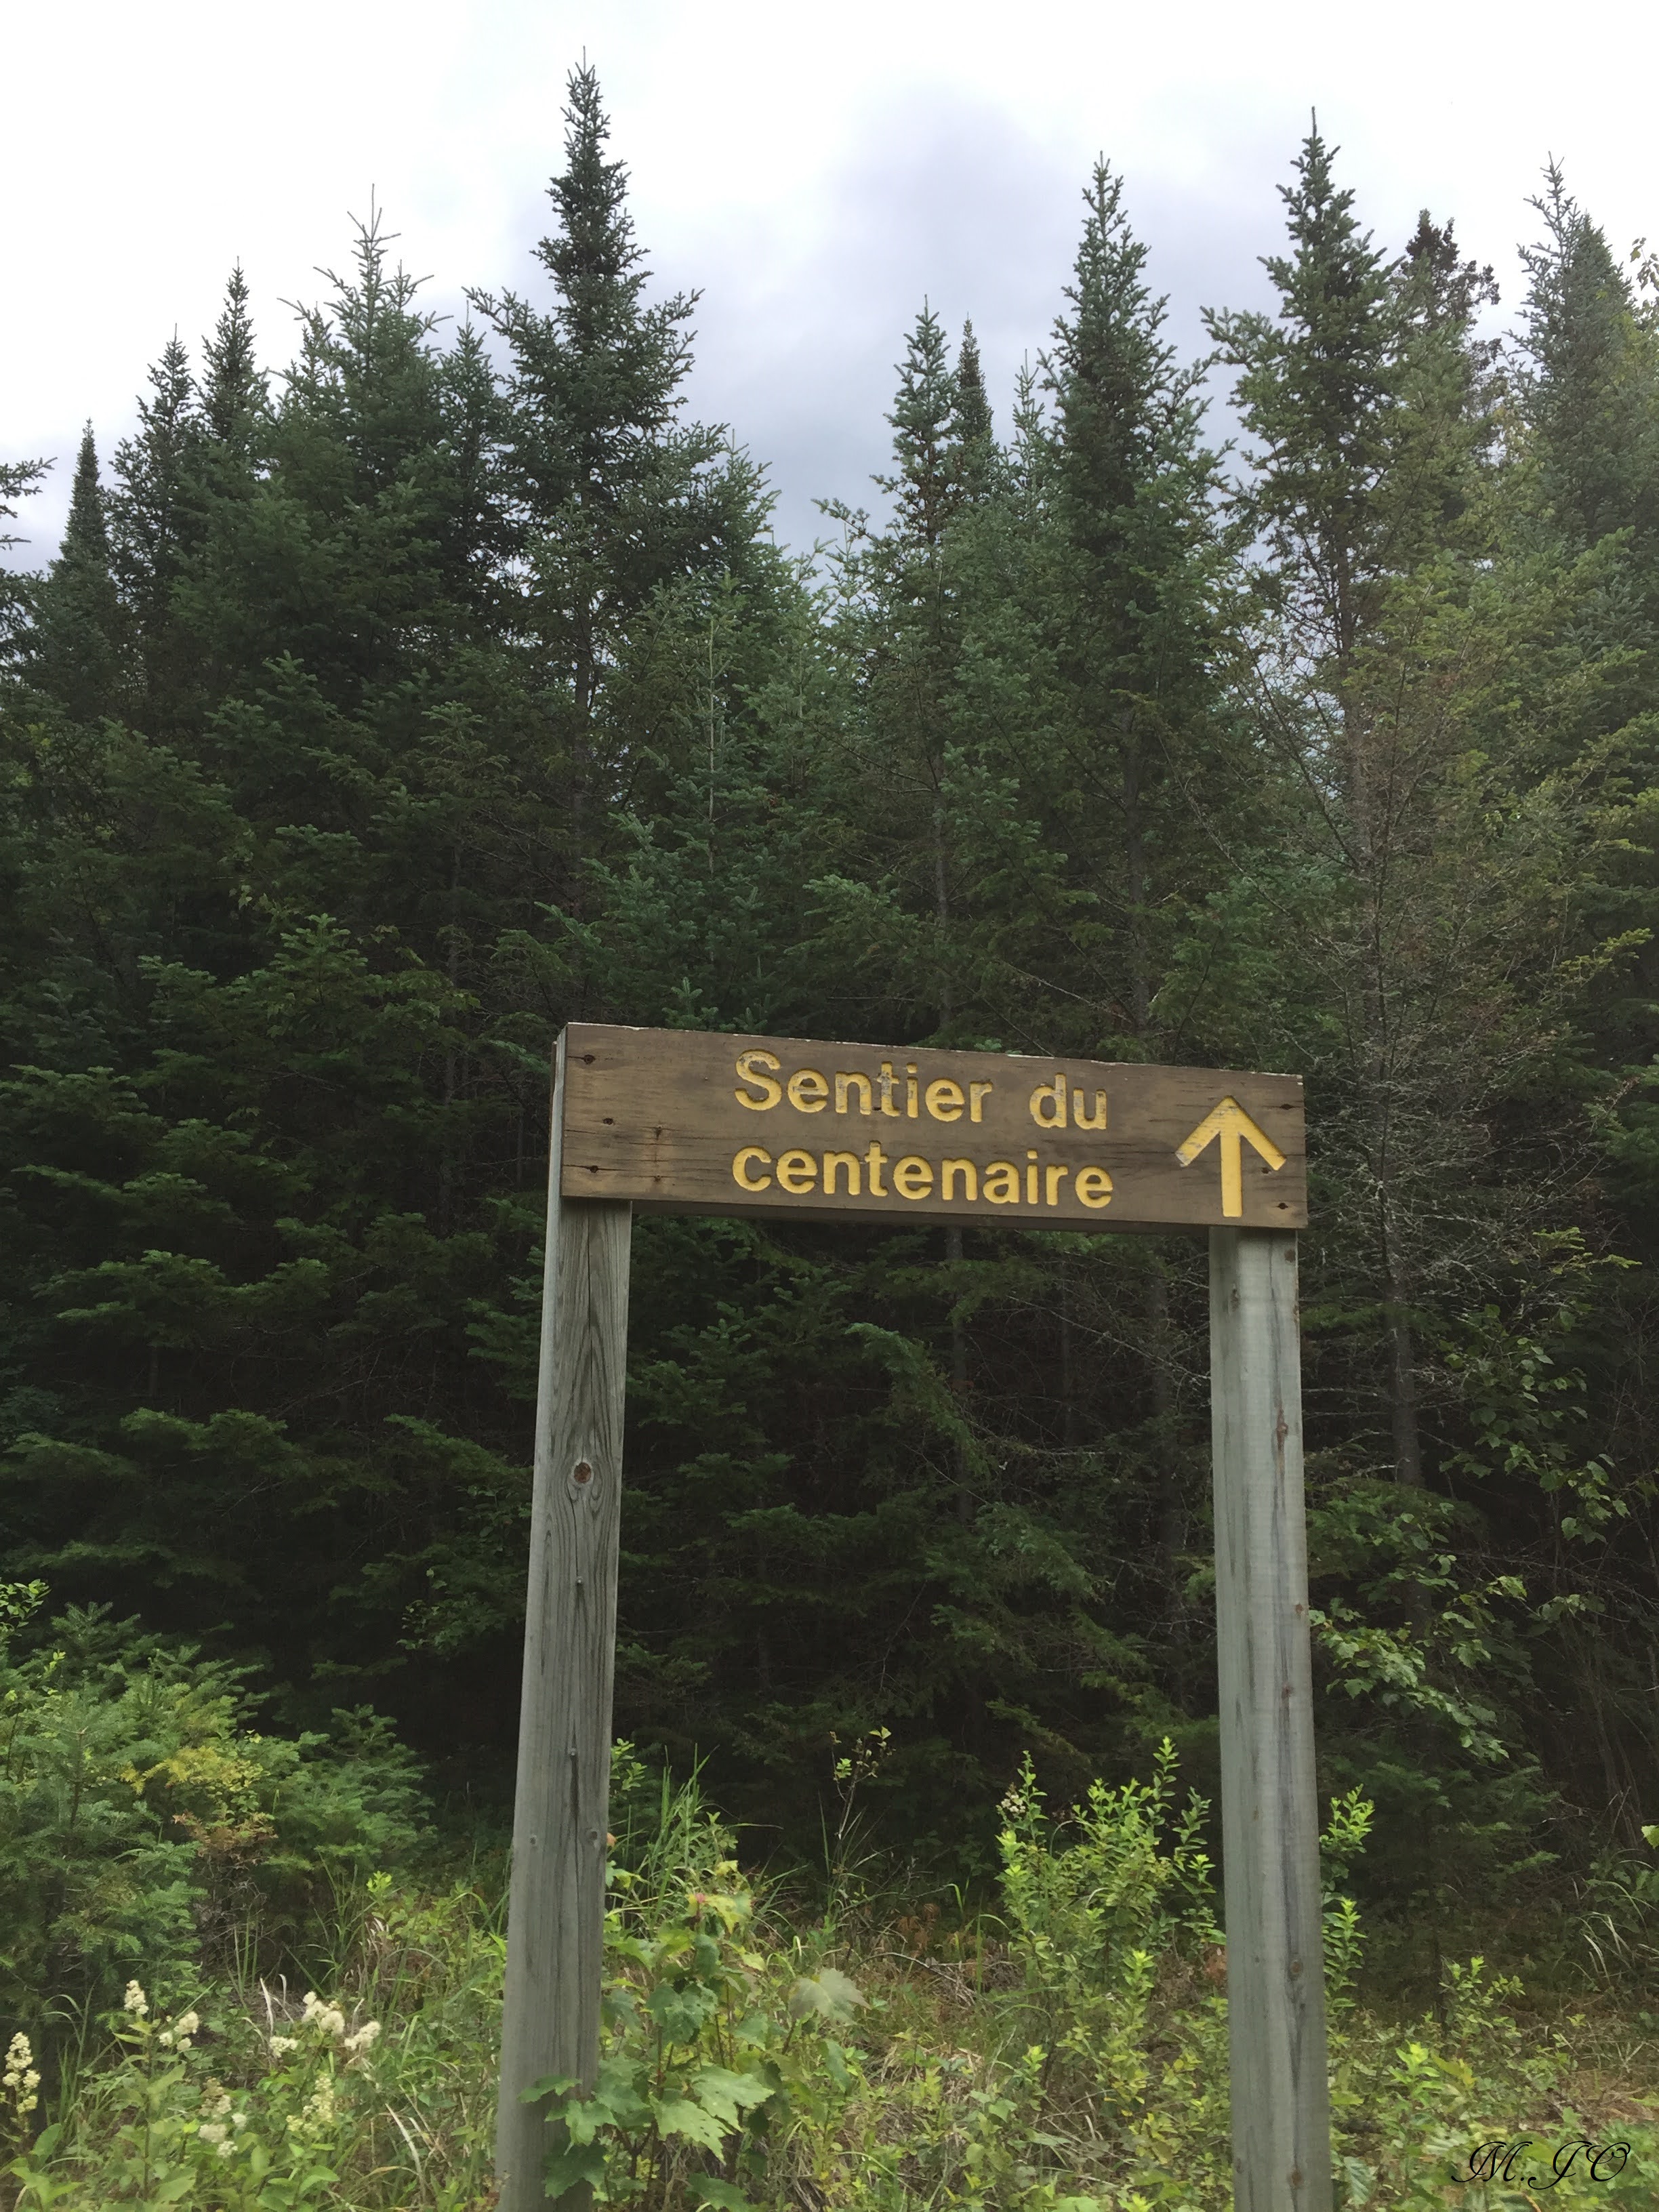 Sentier du
centenaire
M.JO